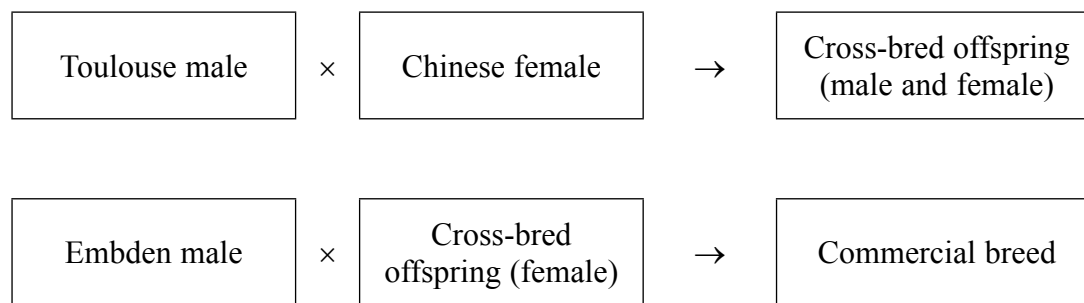 Toulouse male × Chinese female → Cross-bred offspring
(male and female)
Embden male × Cross-bred
offspring (female) → Commercial breed